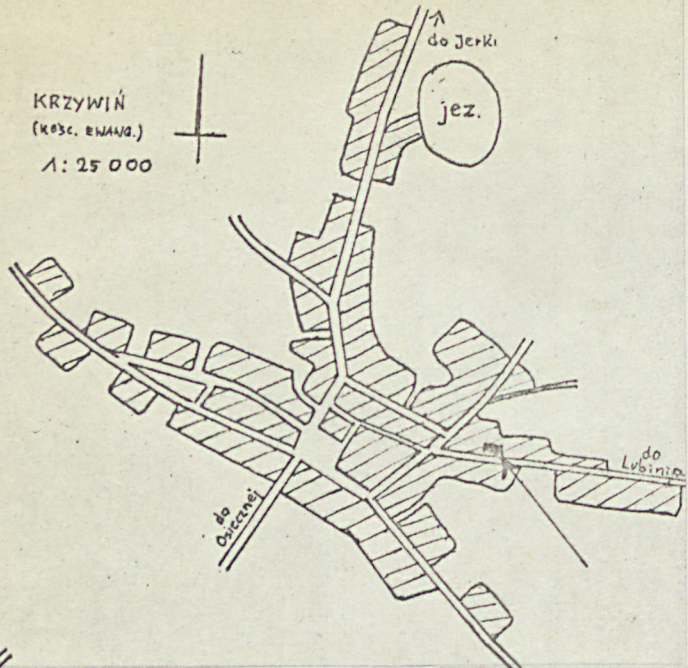 KRZYWIŃ
(KOŚC. EWANG.)
1:25 000
do Jerki
jez.
do
Lubinia
do
Osiecznej